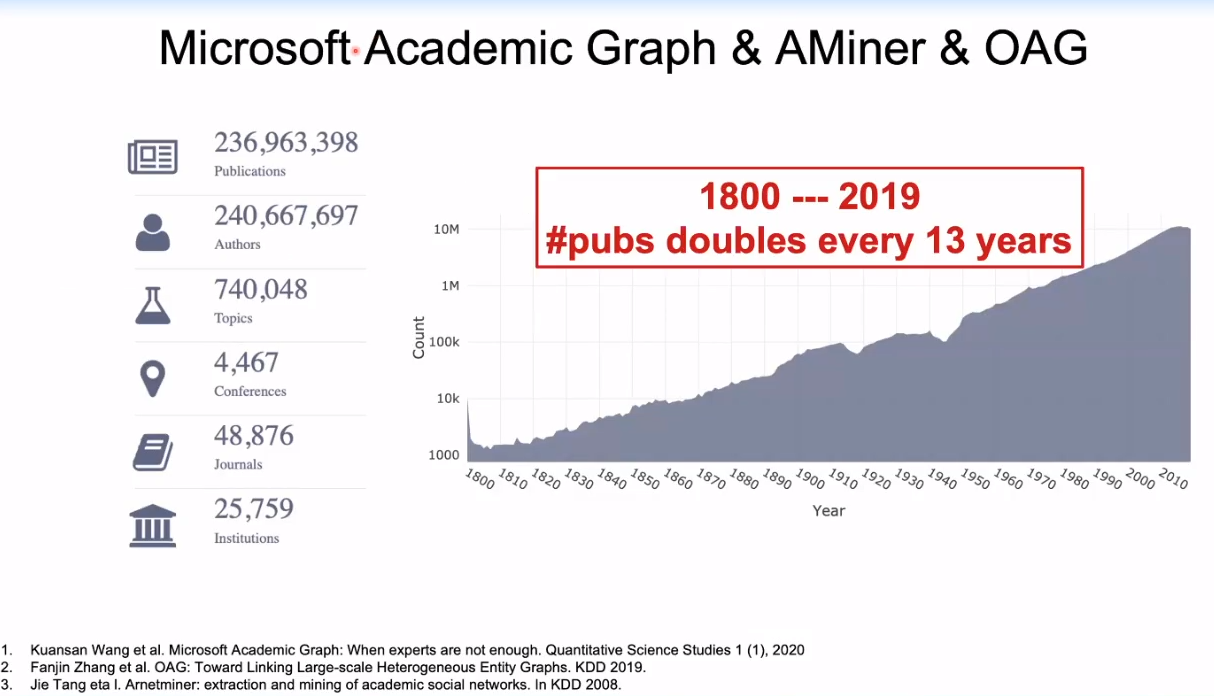 Microsoft Academic Graph & AMiner & OAG
236,963,398
Publications
240,667,697
Authors
740,048
Topics
4,467
Conferences
48,876
Journals
25,759
Institutions
1800 --- 2019
#pubs doubles every 13 years
10M
1M
100k
10k
1000
Count
1800 1810 1820 1830 1840 1850 1860 1870 1880 1890 1900 1910 1920 1930 1940 1950 1960 1970 1980 1990 2000 2010
Year
1. Kuansan Wang et al. Microsoft Academic Graph: When experts are not enough. Quantitative Science Studies 1 (1), 2020
2. Fanjin Zhang et al. OAG: Toward Linking Large-scale Heterogeneous Entity Graphs. KDD 2019.
3. Jie Tang eta l. Arnetminer: extraction and mining of academic social networks. In KDD 2008.